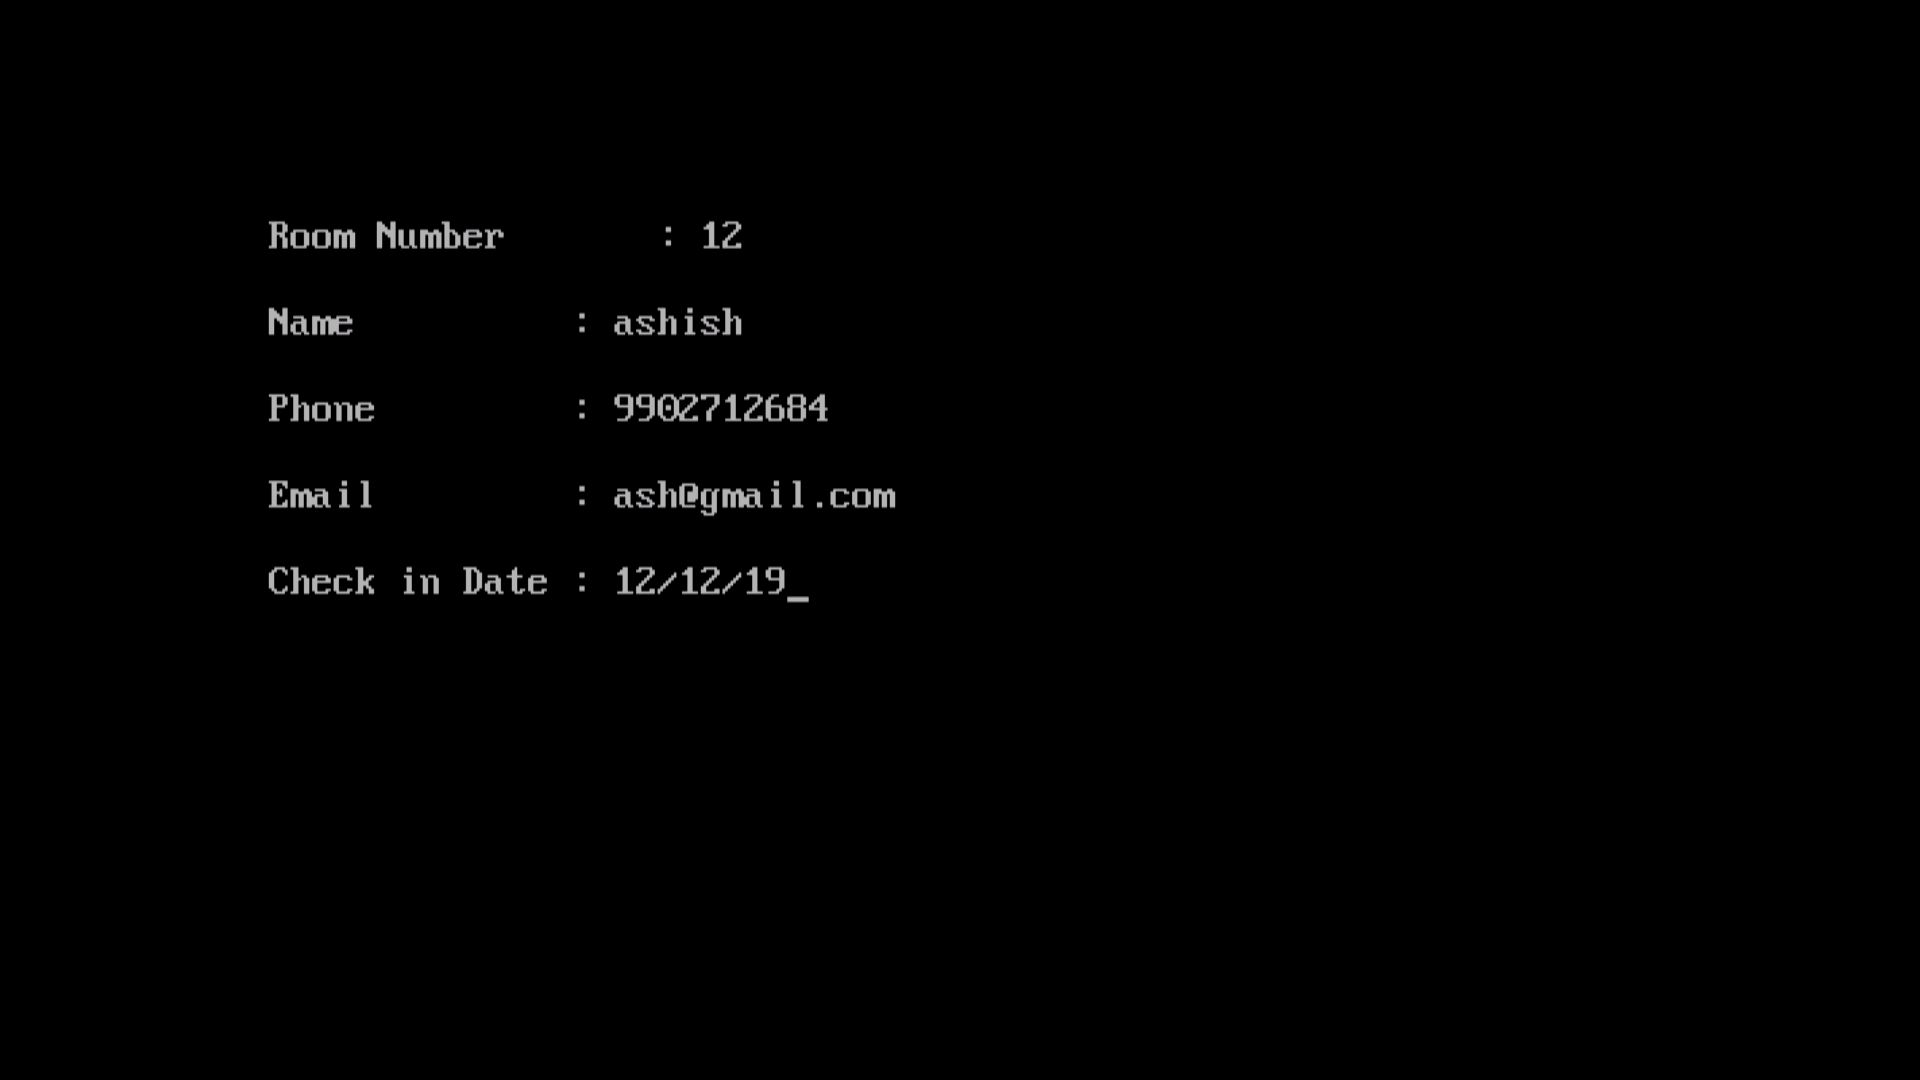 Room Number : 12
Name : ashish
Phone : 9902712684
Email : ash@gmail.com
Check in Date : 12/12/19_